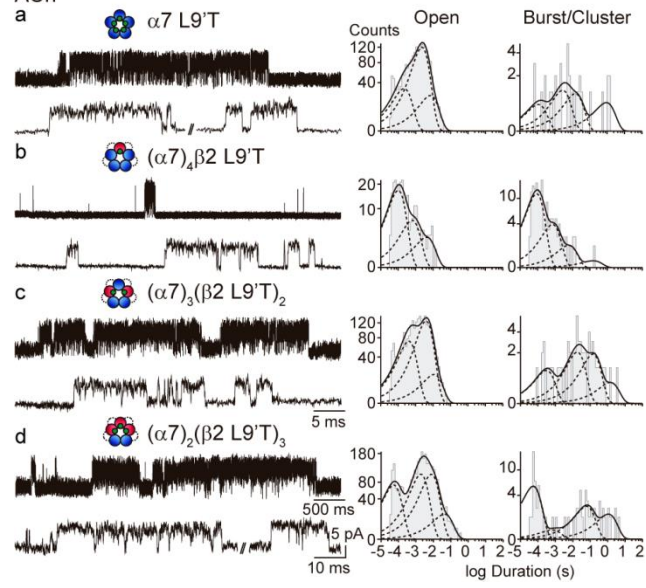 a α7 L9'T
Open Burst/Cluster
Counts
120
80
40
0
4
2
0
b (α7)₄β2 L9'T
20
10
0
10
4
0
c (α7)₃(β2 L9'T)₂
5 ms
120
80
40
0
4
2
0
d (α7)₂(β2 L9'T)₃
500 ms
5 pA
10 ms
180
80
40
0
10
4
0
-5 -4 -3 -2 -1 0 1 2 -5 -4 -3 -2 -1 0 1 2
log Duration (s)